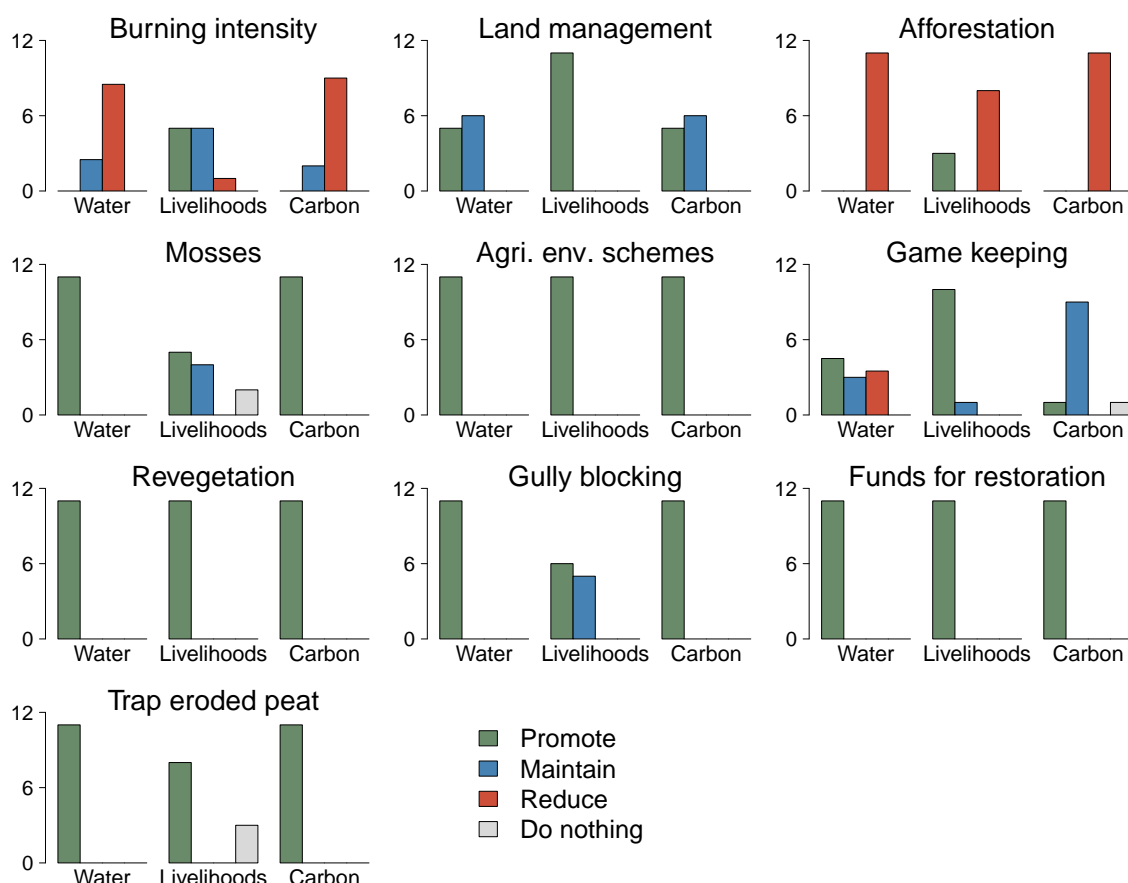 Burning intensity
12
6
0
Water Livelihoods Carbon
Land management
12
6
0
Water Livelihoods Carbon
Afforestation
12
6
0
Water Livelihoods Carbon
Mosses
12
6
0
Water Livelihoods Carbon
Agri. env. schemes
12
6
0
Water Livelihoods Carbon
Game keeping
12
6
0
Water Livelihoods Carbon
Revegetation
12
6
0
Water Livelihoods Carbon
Gully blocking
12
6
0
Water Livelihoods Carbon
Funds for restoration
12
6
0
Water Livelihoods Carbon
Trap eroded peat
12
6
0
Water Livelihoods Carbon
Promote
Maintain
Reduce
Do nothing